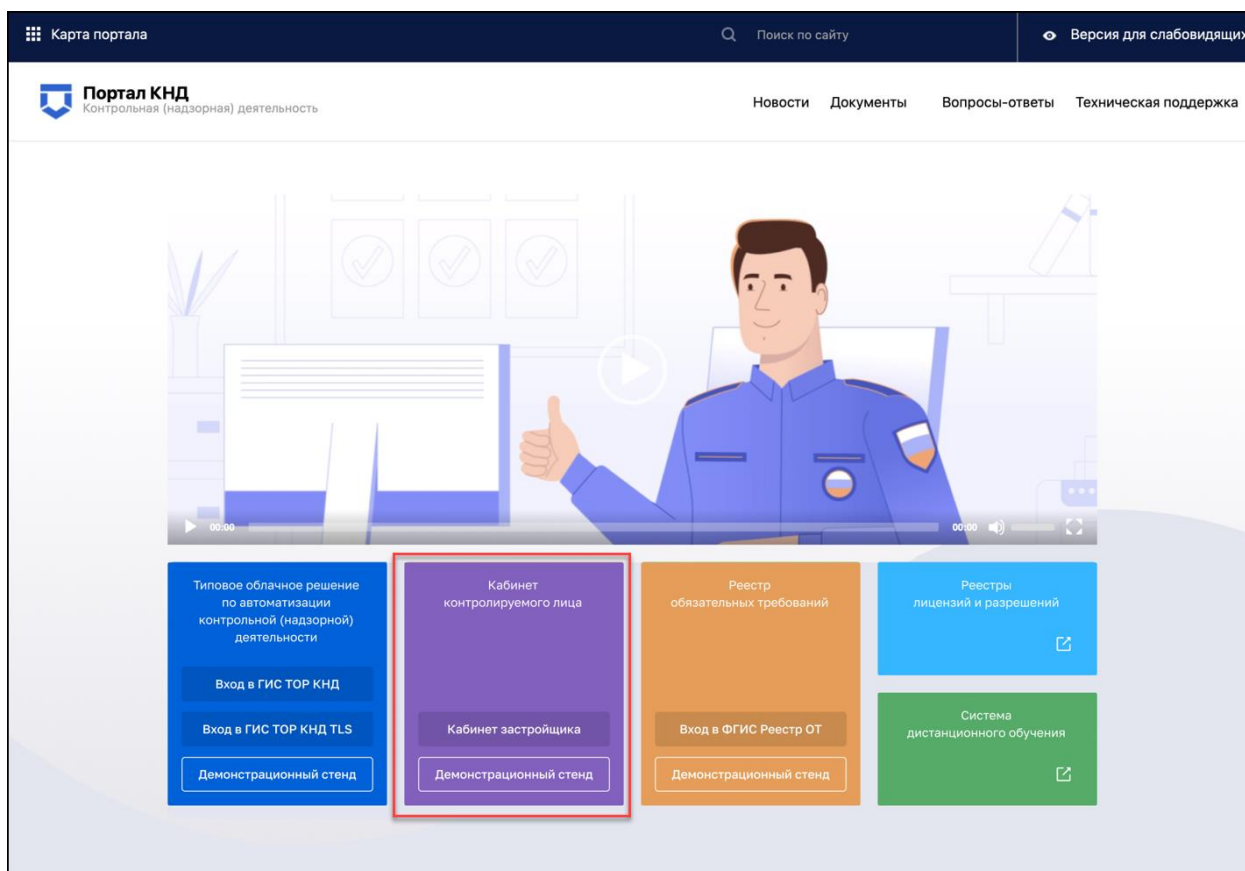 Карта портала
Поиск по сайту
Версия для слабовидящих
Портал КНД
Контрольная (надзорная) деятельность
Новости Документы Вопросы-ответы Техническая поддержка
00:00
00:00
Типовое облачное решение
по автоматизации
контрольной (надзорной)
деятельности
Вход в ГИС ТОР КНД
Вход в ГИС ТОР КНД TLS
Демонстрационный стенд
Кабинет
контролируемого лица
Кабинет застройщика
Демонстрационный стенд
Реестр
обязательных требований
Вход в ФГИС Реестр ОТ
Демонстрационный стенд
Реестры
лицензий и разрешений
Система
дистанционного обучения